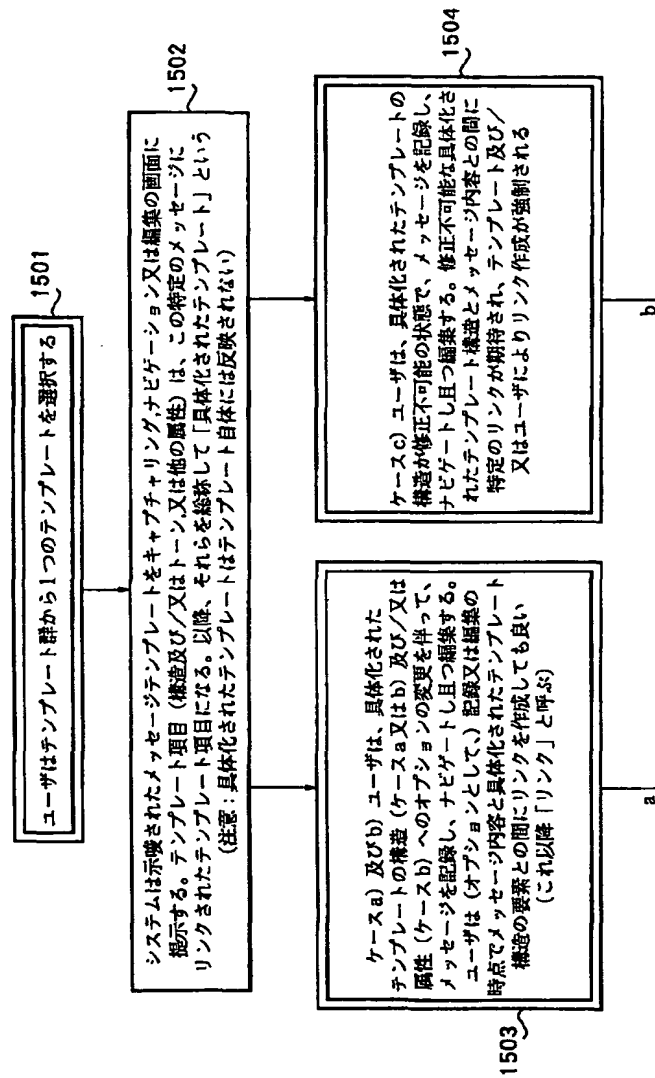 1501
ユーザはテンプレート群から1つのテンプレートを選択する
1502
システムは示唆されたメッセージテンプレートをキャプチャリング,ナビゲーション又は編集の画面に
提示する。テンプレート項目(構造及び/又はトーン,又は他の属性)は、この特定のメッセージに
リンクされたテンプレート項目になる。以降、それらを総称して「具体化されたテンプレート」という
(注意:具体化されたテンプレートはテンプレート自体には反映されない)
ケースa)及びb)ユーザは、具体化された
テンプレートの構造(ケースa又はb)及び/又は
属性(ケースb)へのオプションの変更を伴って、
メッセージを記録し、ナビゲートし且つ編集する。
ユーザは(オプションとして、)記録又は編集の
時点でメッセージ内容と具体化されたテンプレート
構造の要素との間にリンクを作成しても良い
(これ以降「リンク」と呼ぶ)
1503
ケースc)ユーザは、具体化されたテンプレートの
構造が修正不可能の状態で、メッセージを記録し、
ナビゲートし且つ編集する。修正不可能な具体化さ
れたテンプレート構造とメッセージ内容との間に
特定のリンクが期待され、テンプレート及び/
又はユーザによりリンク作成が強制される
1504
a
b